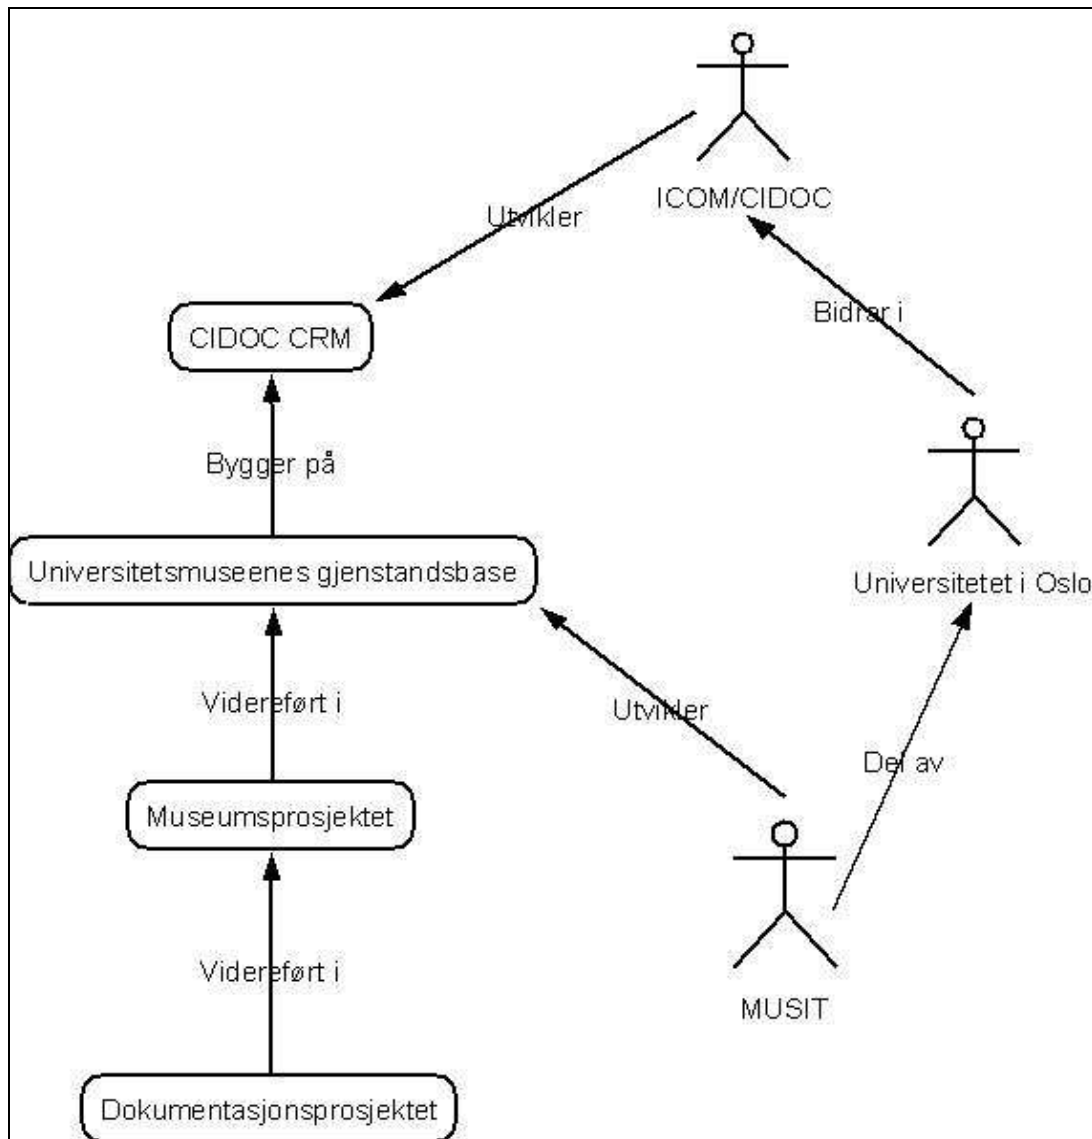 ICOM/CIDOC
Utvikler
Bidrar i
CIDOC CRM
Bygger på
Universitetsmuseenes gjenstandsbase
Universitetet i Oslo
Videreført i
Utvikler
Del av
Museumsprosjektet
Videreført i
MUSIT
Dokumentasjonsprosjektet